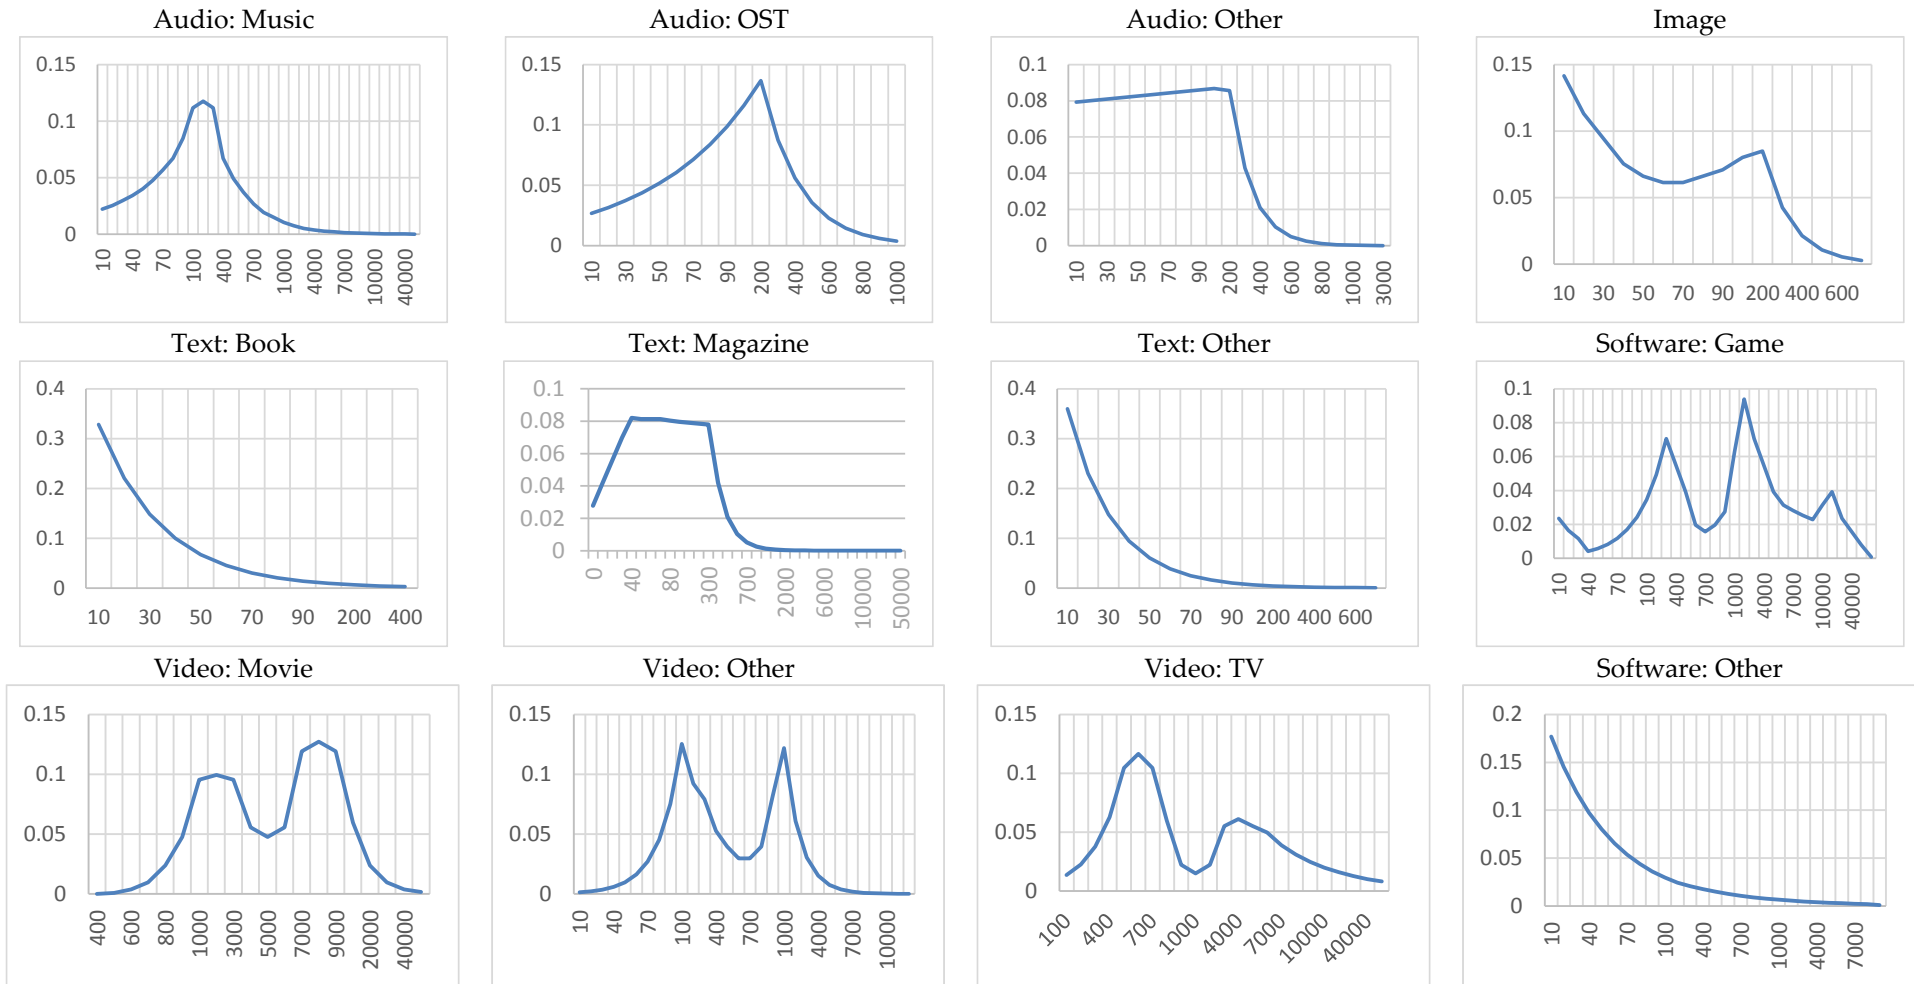 Audio: Music
0.15
0.1
0.05
0
10 40 70 100 400 700 1000 4000 7000 10000 40000
Audio: OST
0.15
0.1
0.05
0
10 30 50 70 90 200 400 600 800 1000
Audio: Other
0.1
0.08
0.06
0.04
0.02
0
10 30 50 70 90 200 400 600 800 1000 3000
Image
0.15
0.1
0.05
0
10 30 50 70 90 200 400 600
Text: Book
0.4
0.3
0.2
0.1
0
10 30 50 70 90 200 400
Text: Magazine
0.1
0.08
0.06
0.04
0.02
0
0 40 80 300 700 2000 6000 10000 50000
Text: Other
0.4
0.3
0.2
0.1
0
10 30 50 70 90 200 400 600
Software: Game
0.1
0.08
0.06
0.04
0.02
0
10 40 70 100 400 700 1000 4000 7000 10000 40000
Video: Movie
0.15
0.1
0.05
0
400 600 800 1000 3000 5000 7000 9000 20000 40000
Video: Other
0.15
0.1
0.05
0
10 40 70 100 400 700 1000 4000 7000 10000
Video: TV
0.15
0.1
0.05
0
100 400 700 1000 4000 7000 10000 40000
Software: Other
0.2
0.15
0.1
0.05
0
10 40 70 100 400 700 1000 4000 7000